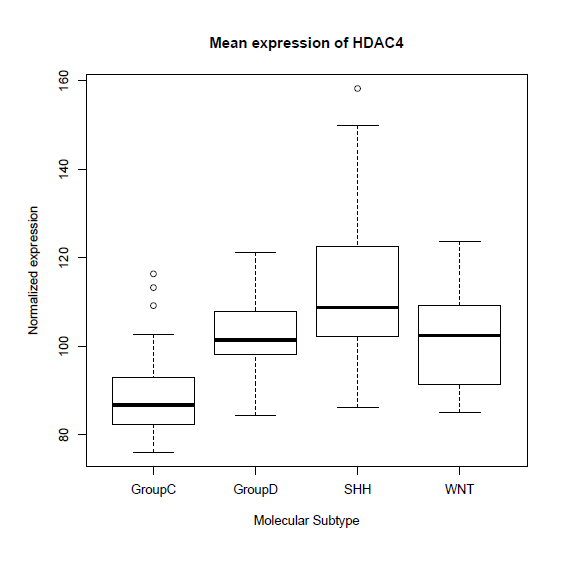 Mean expression of HDAC4
Normalized expression
160
140
120
100
80
GroupC GroupD SHH WNT
Molecular Subtype